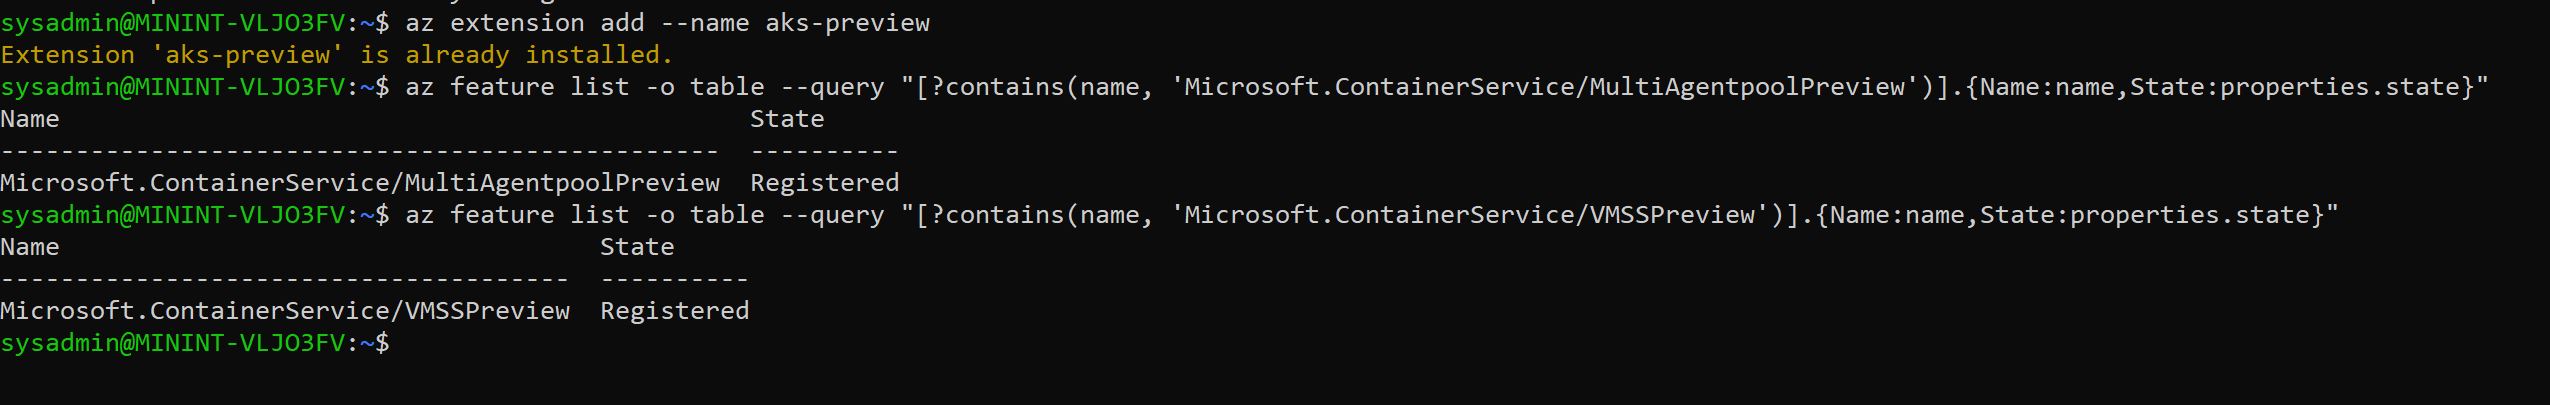 sysadmin@MININT-VLJO3FV:~$ az extension add --name aks-preview
Extension 'aks-preview' is already installed.
sysadmin@MININT-VLJO3FV:~$ az feature list -o table --query "[?contains(name, 'Microsoft.ContainerService/MultiAgentpoolPreview')].{Name:name,State:properties.state}"
Name                                              State
------------------------------------------------  ----------
Microsoft.ContainerService/MultiAgentpoolPreview  Registered
sysadmin@MININT-VLJO3FV:~$ az feature list -o table --query "[?contains(name, 'Microsoft.ContainerService/VMSSPreview')].{Name:name,State:properties.state}"
Name                                    State
--------------------------------------  ----------
Microsoft.ContainerService/VMSSPreview  Registered
sysadmin@MININT-VLJO3FV:~$